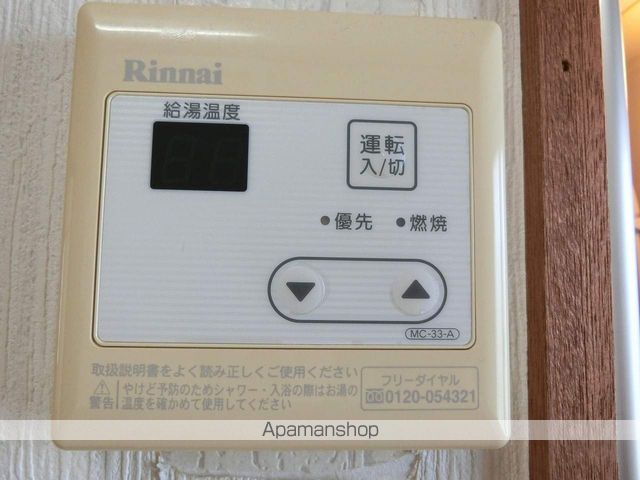 Rinnai
給湯温度
運転
入/切
優先
燃焼
MC-33-A
取扱説明書をよく読み正しくご使用ください
警告
やけど予防のためシャワー・入浴の際はお湯の
温度を確かめて使用してください
フリーダイヤル
0120-054321
Apamanshop